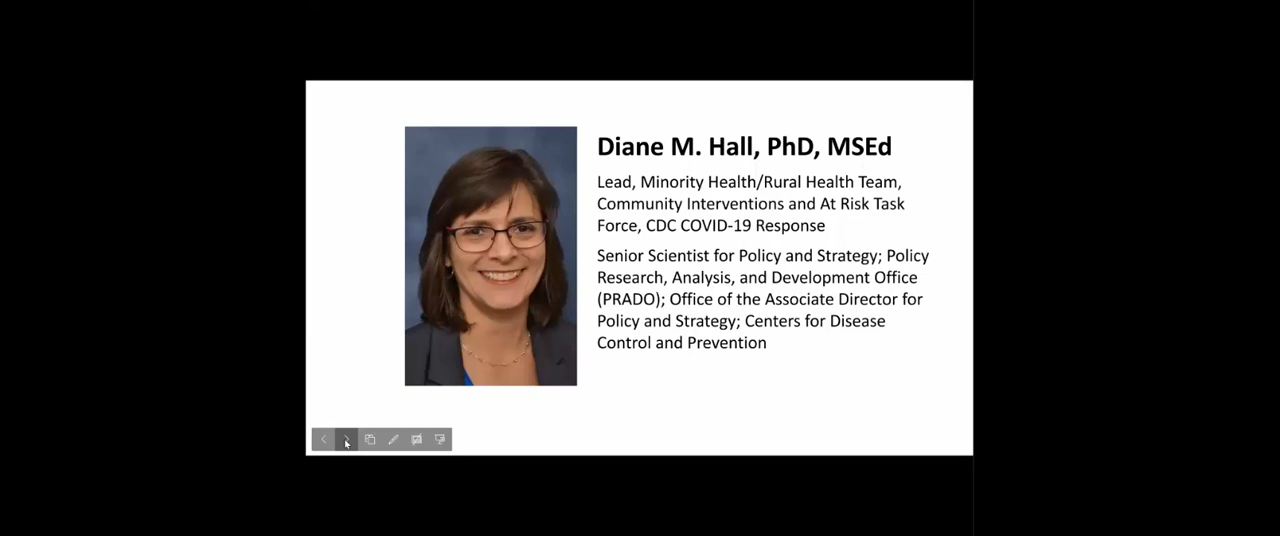 Diane M. Hall, PhD, MSEd
Lead, Minority Health/Rural Health Team,
Community Interventions and At Risk Task
Force, CDC COVID-19 Response
Senior Scientist for Policy and Strategy; Policy
Research, Analysis, and Development Office
(PRADO); Office of the Associate Director for
Policy and Strategy; Centers for Disease
Control and Prevention